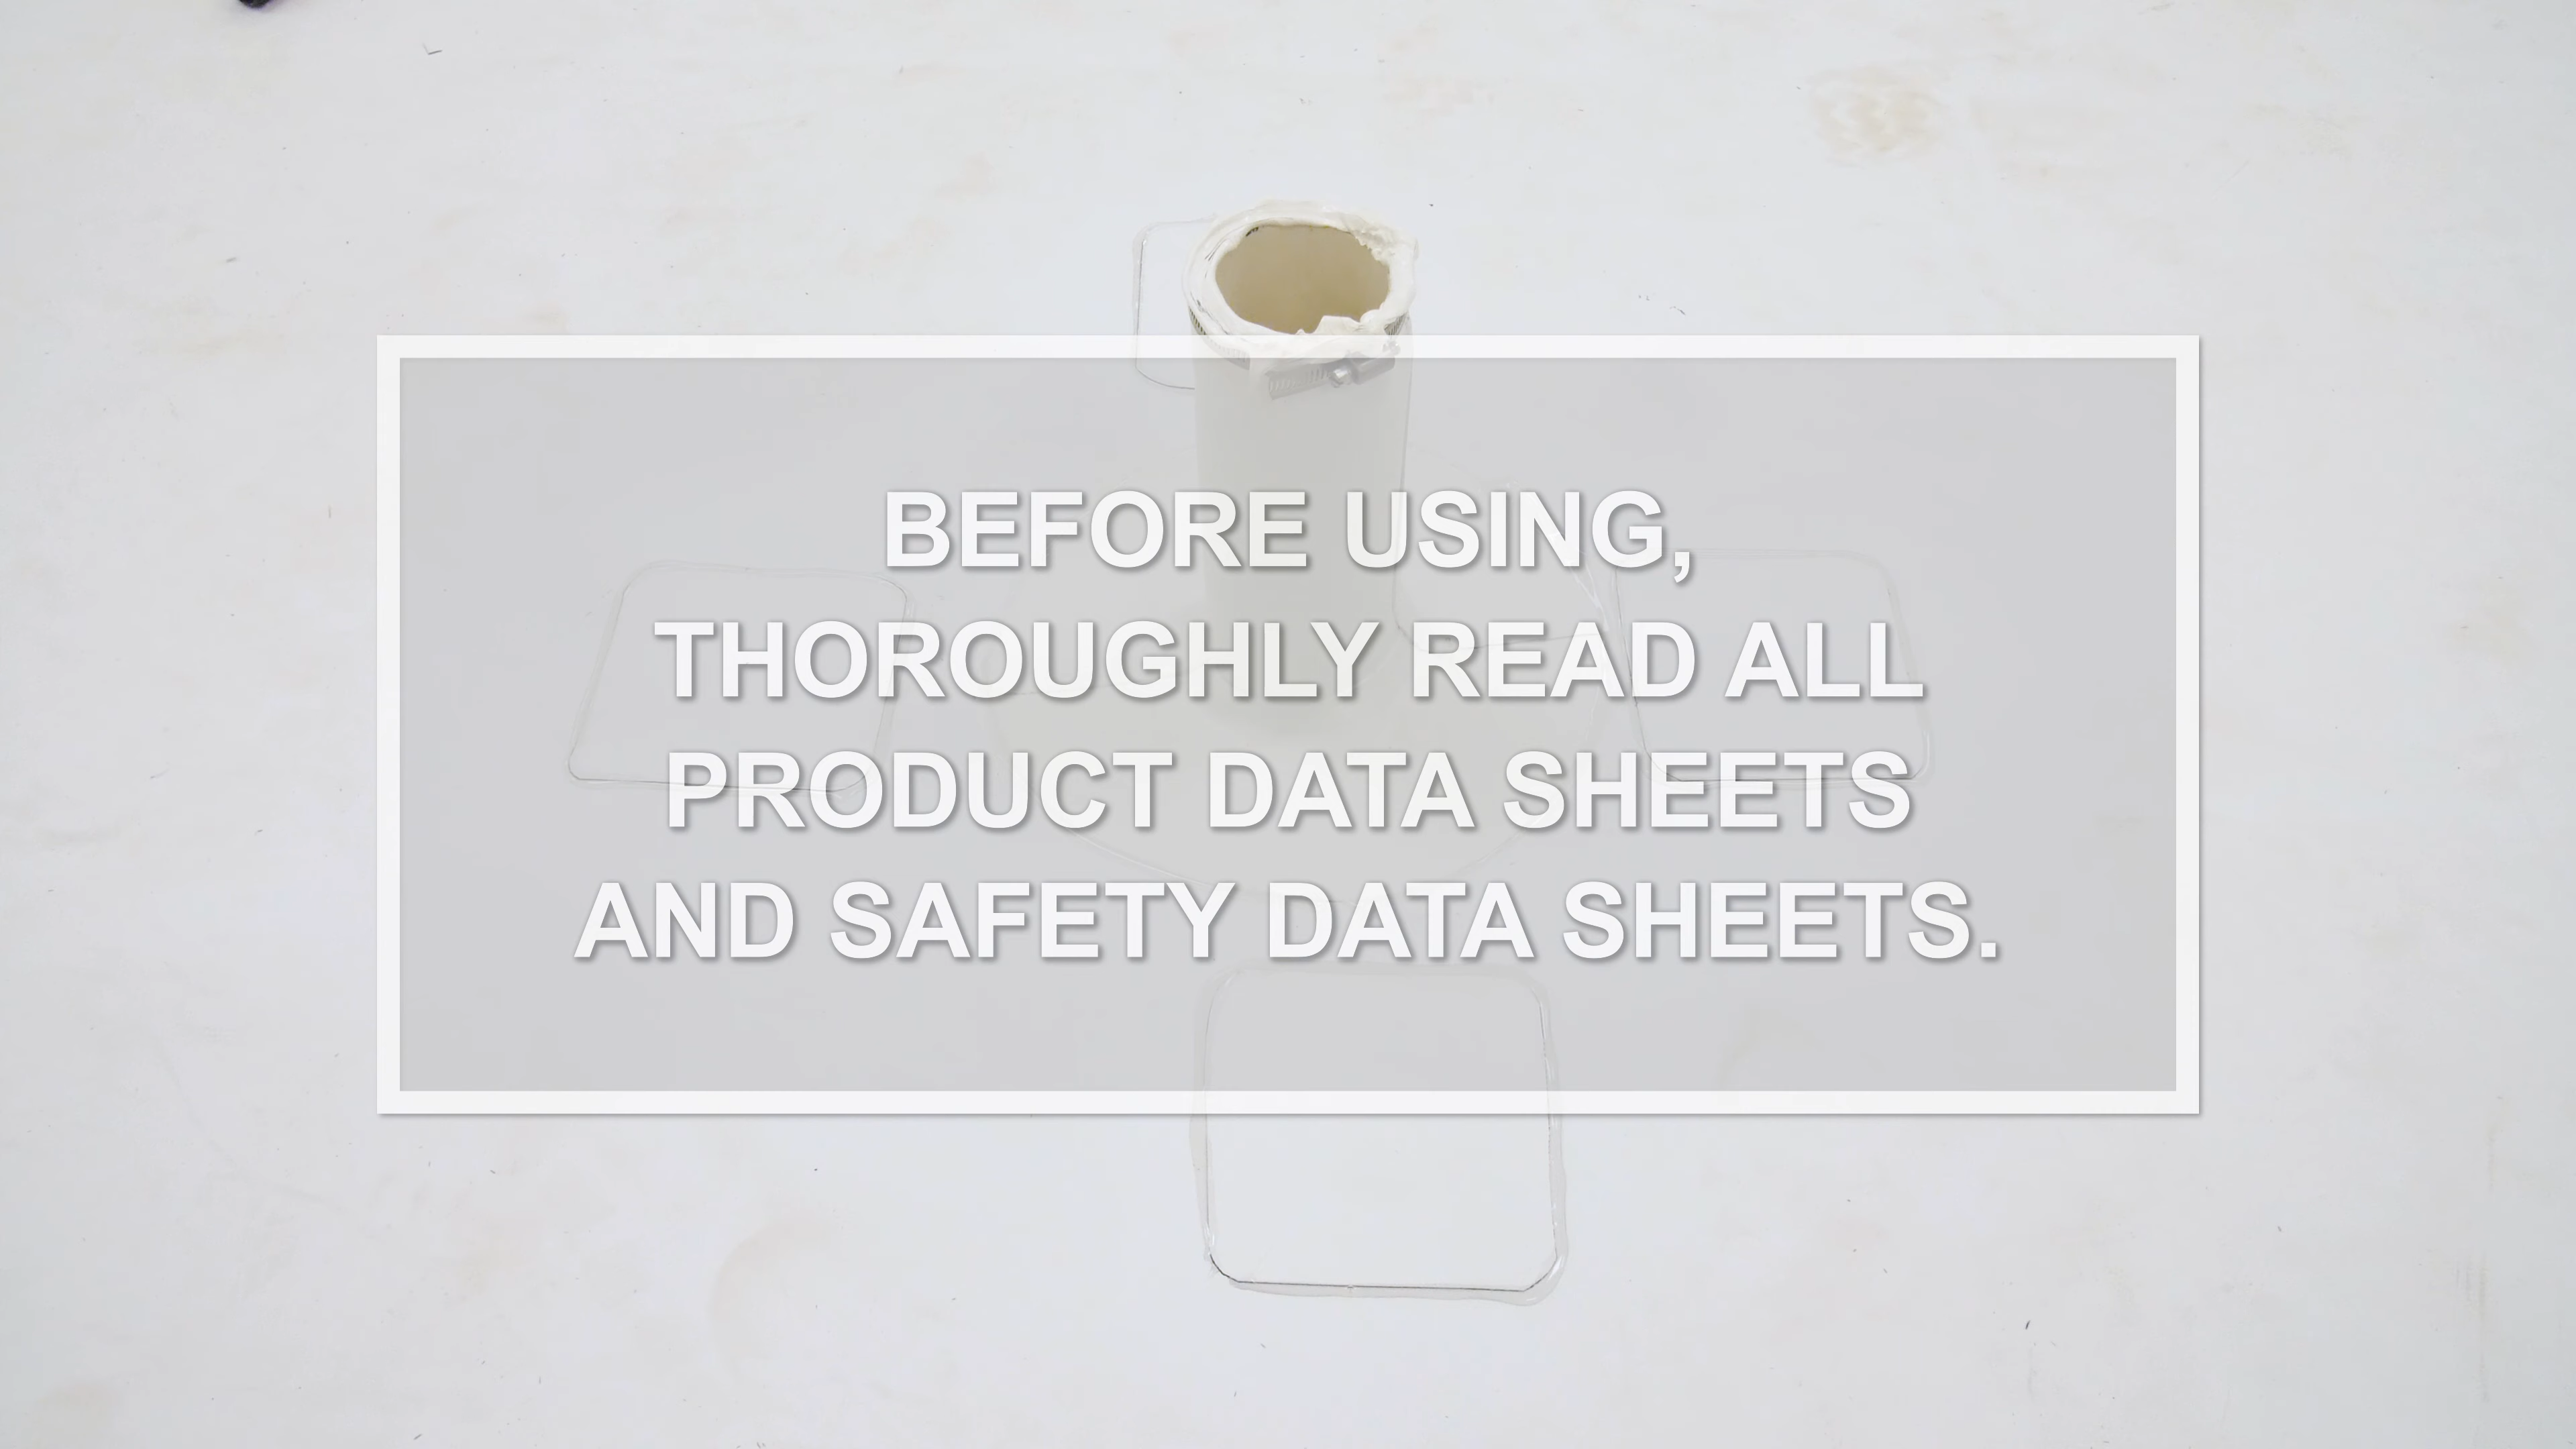 BEFORE USING,
THOROUGHLY READ ALL
PRODUCT DATA SHEETS
AND SAFETY DATA SHEETS.